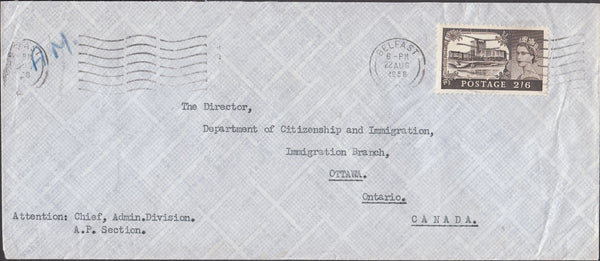 A.M.
BELFAST
6 - PM
22 AUG
1958
POSTAGE 2/6
The Director,
Department of Citizenship and Immigration,
Immigration Branch,
OTTAWA.
Ontario.
CANADA.
Attention: Chief, Admin.Division.
A.P. Section.